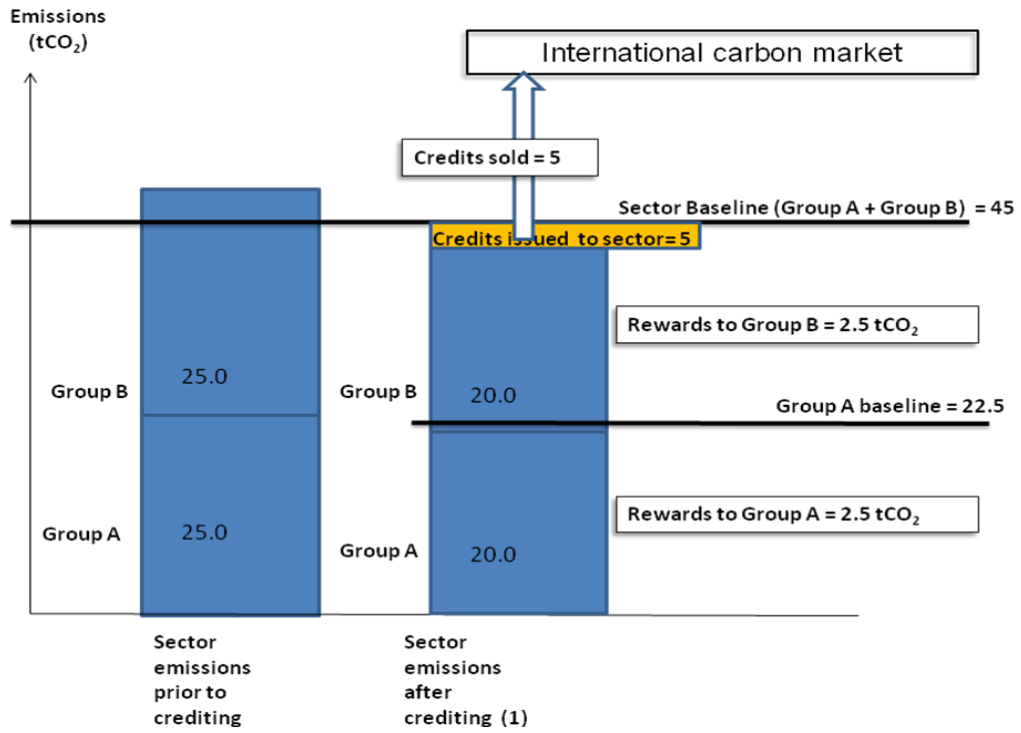 Emissions
(tCO₂)
International carbon market
Credits sold = 5
Sector Baseline (Group A + Group B) = 45
Credits issued to sector= 5
Rewards to Group B = 2.5 tCO₂
25.0
Group B
Group B
20.0
Group A baseline = 22.5
Rewards to Group A = 2.5 tCO₂
25.0
Group A
Group A
20.0
Sector
emissions
prior to
crediting
Sector
emissions
after
crediting (1)